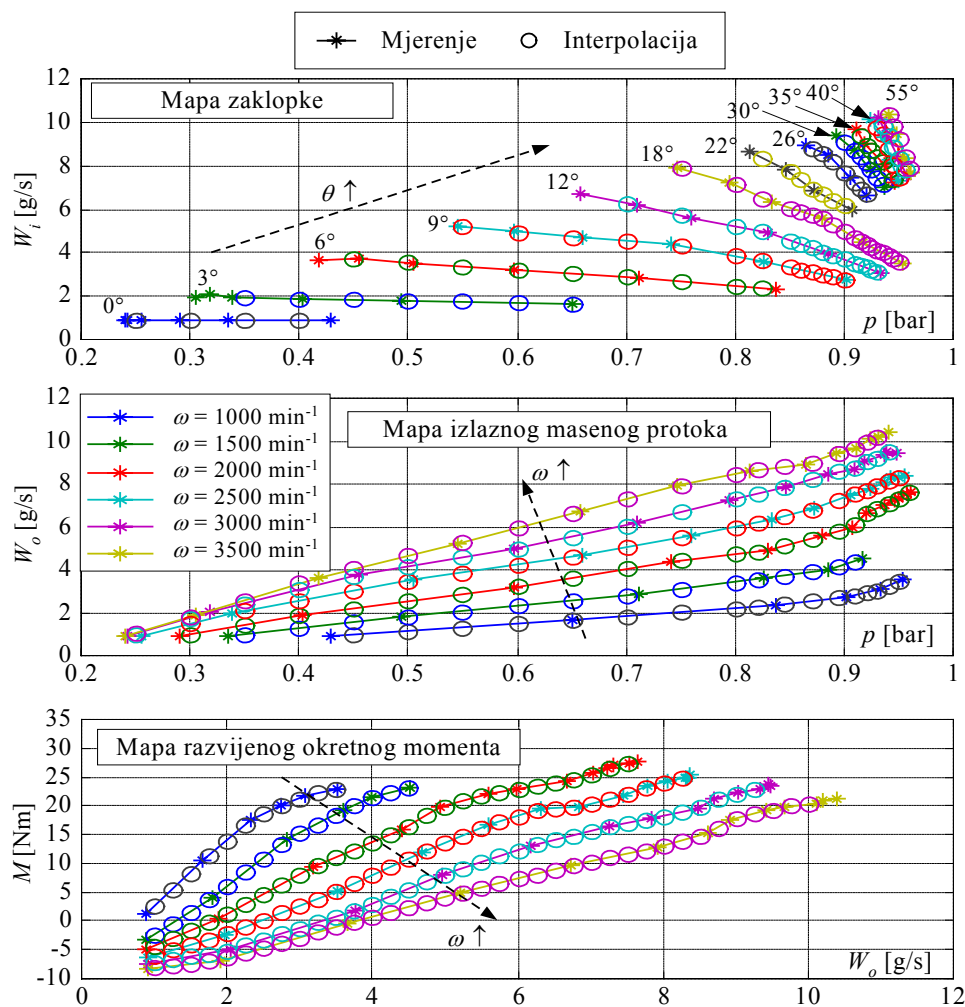 Mjerenje Interpolacija
12
10
8
6
4
2
0
W_i [g/s]
Mapa zaklopke
θ ↑
0°
3°
6°
9°
12°
18°
22°
26°
30°
35°
40°
55°
p [bar]
0.2 0.3 0.4 0.5 0.6 0.7 0.8 0.9 1
12
10
8
6
4
2
0
W_o [g/s]
ω = 1000 min⁻¹
ω = 1500 min⁻¹
ω = 2000 min⁻¹
ω = 2500 min⁻¹
ω = 3000 min⁻¹
ω = 3500 min⁻¹
Mapa izlaznog masenog protoka
ω ↑
p [bar]
0.2 0.3 0.4 0.5 0.6 0.7 0.8 0.9 1
35
30
25
20
15
10
5
0
-5
-10
M [Nm]
Mapa razvijenog okretnog momenta
ω ↑
W_o [g/s]
0 2 4 6 8 10 12